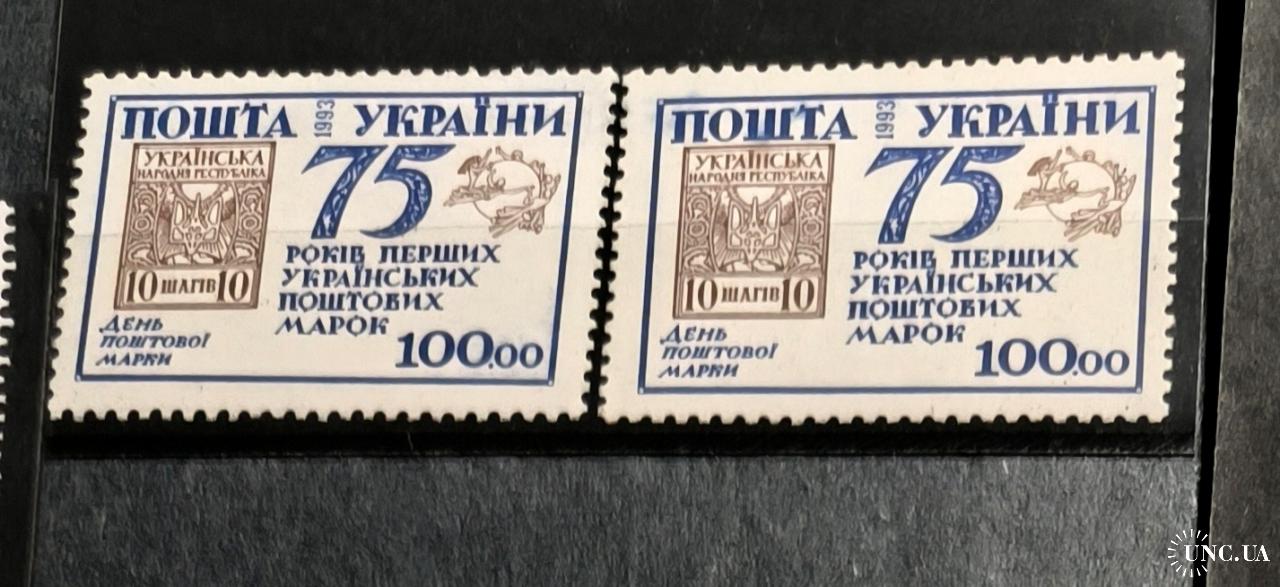 ПОШТА 1993 УКРАЇНИ
УКРАЇНСЬКА
НАРОДНЯ РЕСПУБЛІКА
10 ШАГІВ 10
75
РОКІВ ПЕРШИХ
УКРАЇНСЬКИХ
ПОШТОВИХ
МАРОК
ДЕНЬ
ПОШТОВОЇ
МАРКИ
100.00
ПОШТА 1993 УКРАЇНИ
УКРАЇНСЬКА
НАРОДНЯ РЕСПУБЛІКА
10 ШАГІВ 10
75
РОКІВ ПЕРШИХ
УКРАЇНСЬКИХ
ПОШТОВИХ
МАРОК
ДЕНЬ
ПОШТОВОЇ
МАРКИ
100.00
UNC.UA